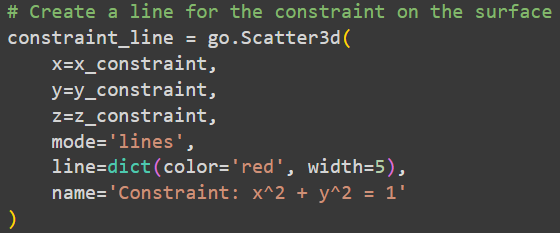 # Create a line for the constraint on the surface
constraint_line = go.Scatter3d(
    x=x_constraint,
    y=y_constraint,
    z=z_constraint,
    mode='lines',
    line=dict(color='red', width=5),
    name='Constraint: x^2 + y^2 = 1'
)